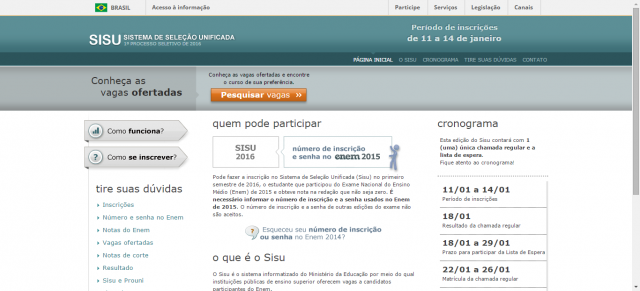 BRASIL
Acesso à informação
Participe
Serviços
Legislação
Canais
SISU SISTEMA DE SELEÇÃO UNIFICADA
1º PROCESSO SELETIVO DE 2016
Período de inscrições
de 11 a 14 de janeiro
PÁGINA INICIAL
O SISU
CRONOGRAMA
TIRE SUAS DÚVIDAS
CONTATO
Conheça as
vagas ofertadas
Conheça as vagas ofertadas e encontre
o curso de sua preferência.
Pesquisar vagas »
Como funciona?
Como se inscrever?
tire suas dúvidas
Inscrições
Número e senha no Enem
Notas do Enem
Vagas ofertadas
Notas de corte
Resultado
Sisu e Prouni
quem pode participar
SISU
2016
número de inscrição
e senha no enem 2015
Pode fazer a inscrição no Sistema de Seleção Unificada (Sisu) no primeiro
semestre de 2016, o estudante que participou do Exame Nacional do Ensino
Médio (Enem) de 2015 e obteve nota na redação que não seja zero. É
necessário informar o número de inscrição e a senha usados no Enem
de 2015. O número de inscrição e a senha de outras edições do exame não
são aceitos.
Esqueceu seu número de inscrição
ou senha no Enem 2014?
o que é o Sisu
O Sisu é o sistema informatizado do Ministério da Educação por meio do qual
instituições públicas de ensino superior oferecem vagas a candidatos
participantes do Enem.
cronograma
Esta edição do Sisu contará com 1
(uma) única chamada regular e a
lista de espera.
Fique atento ao cronograma!
11/01 a 14/01
Período de inscrições
18/01
Resultado da chamada regular
18/01 a 29/01
Prazo para participar da Lista de Espera
22/01 a 26/01
Matrícula da chamada regular